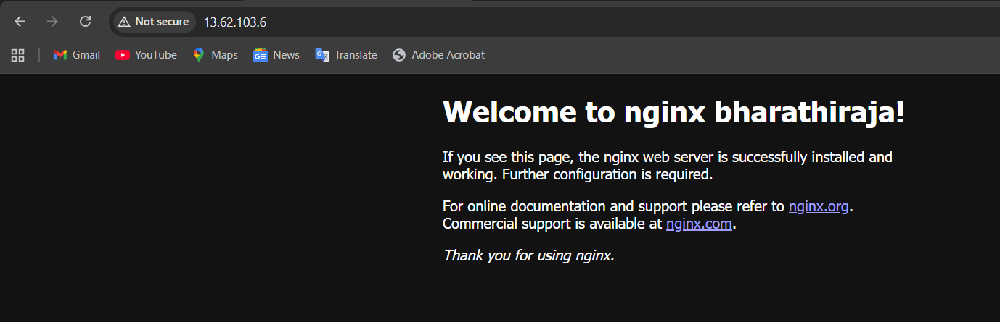 Not secure 13.62.103.6
Gmail YouTube Maps News Translate Adobe Acrobat
Welcome to nginx bharathiraja!
If you see this page, the nginx web server is successfully installed and
working. Further configuration is required.
For online documentation and support please refer to nginx.org.
Commercial support is available at nginx.com.
Thank you for using nginx.